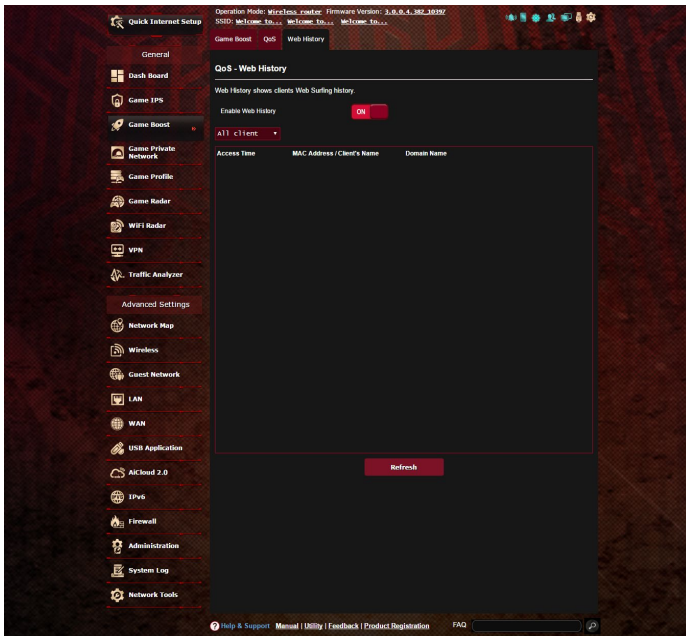 Quick Internet Setup
Operation Mode: Wireless router Firmware Version: 3.0.0.4.382_10397
SSID: Welcome to... Welcome to... Welcome to...
Game Boost QoS Web History
General
Dash Board
Game IPS
Game Boost
Game Private
Network
Game Profile
Game Radar
WiFi Radar
VPN
Traffic Analyzer
Advanced Settings
Network Map
Wireless
Guest Network
LAN
WAN
USB Application
AiCloud 2.0
IPv6
Firewall
Administration
System Log
Network Tools
QoS - Web History
Web History shows clients Web Surfing history.
Enable Web History ON
All client
Access Time MAC Address / Client's Name Domain Name
Refresh
? Help & Support Manual | Utility | Feedback | Product Registration FAQ